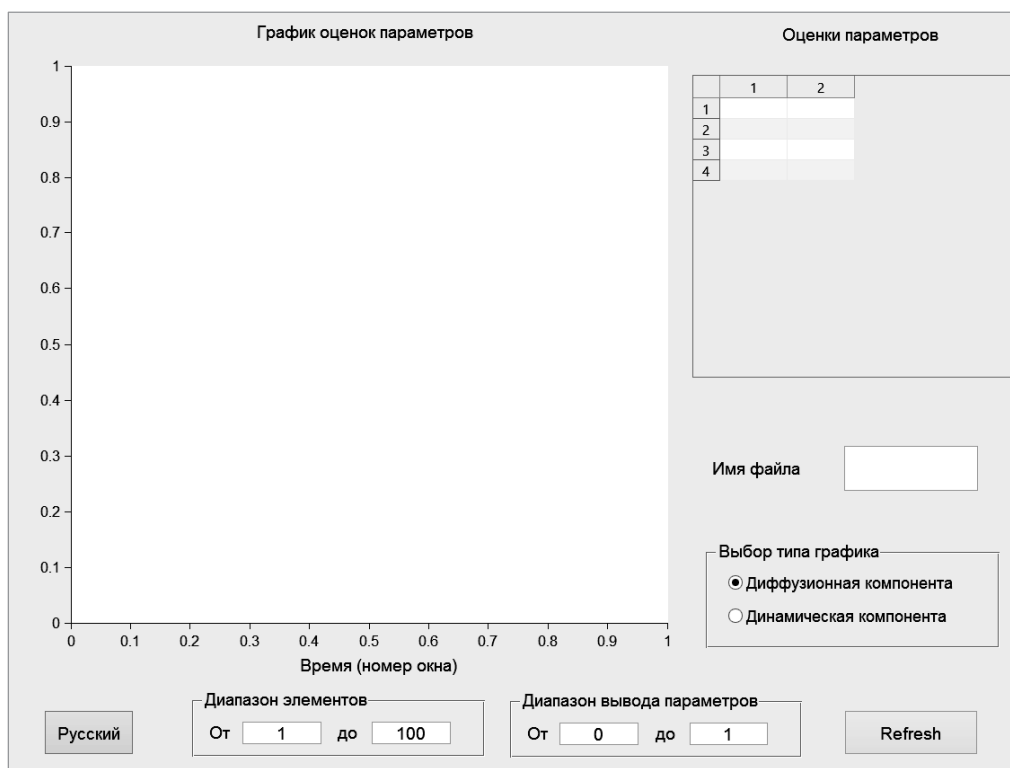 График оценок параметров
Оценки параметров
1
0.9
0.8
0.7
0.6
0.5
0.4
0.3
0.2
0.1
0
0 0.1 0.2 0.3 0.4 0.5 0.6 0.7 0.8 0.9 1
Время (номер окна)
1 2
1
2
3
4
Имя файла
Выбор типа графика
Диффузионная компонента
Динамическая компонента
Русский
Диапазон элементов
От 1 до 100
Диапазон вывода параметров
От 0 до 1
Refresh